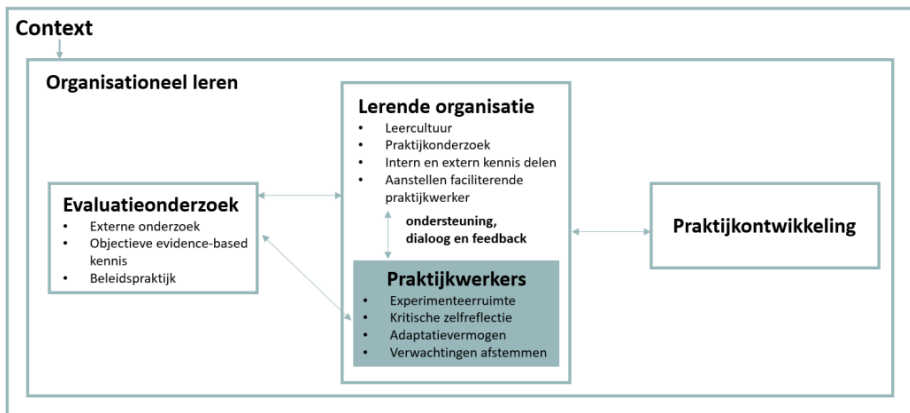 Context
Organisationeel leren
Lerende organisatie
• Leercultuur
• Praktijkonderzoek
• Intern en extern kennis delen
• Aanstellen faciliterende
praktijkwerker
Evaluatieonderzoek
• Externe onderzoek
• Objectieve evidence-based
kennis
• Beleidspraktijk
ondersteuning,
dialoog en feedback
Praktijkwerkers
• Experimenteerruimte
• Kritische zelfreflectie
• Adaptatievermogen
• Verwachtingen afstemmen
Praktijkontwikkeling